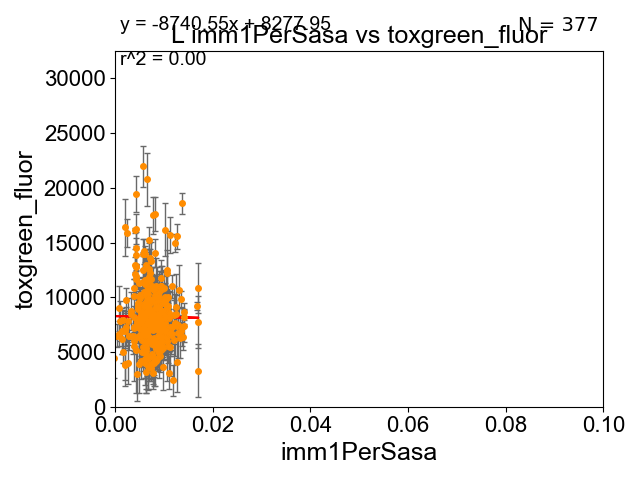 y = -8740.55x + 8277.95
N = 377
L imm1PerSasa vs toxgreen_fluor
r^2 = 0.00
30000
25000
20000
15000
10000
5000
0
toxgreen_fluor
0.00 0.02 0.04 0.06 0.08 0.10
imm1PerSasa